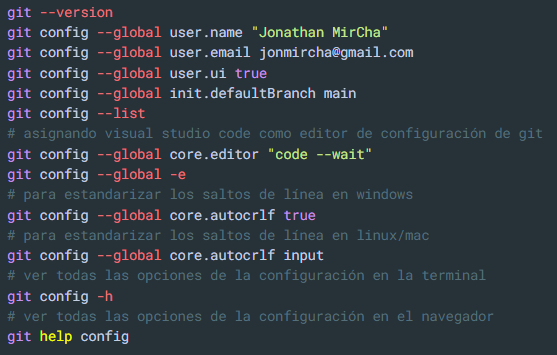 git --version
git config --global user.name "Jonathan MirCha"
git config --global user.email jonmircha@gmail.com
git config --global user.ui true
git config --global init.defaultBranch main
git config --list
# asignando visual studio code como editor de configuración de git
git config --global core.editor "code --wait"
git config --global -e
# para estandarizar los saltos de línea en windows
git config --global core.autocrlf true
# para estandarizar los saltos de línea en linux/mac
git config --global core.autocrlf input
# ver todas las opciones de la configuración en la terminal
git config -h
# ver todas las opciones de la configuración en el navegador
git help config